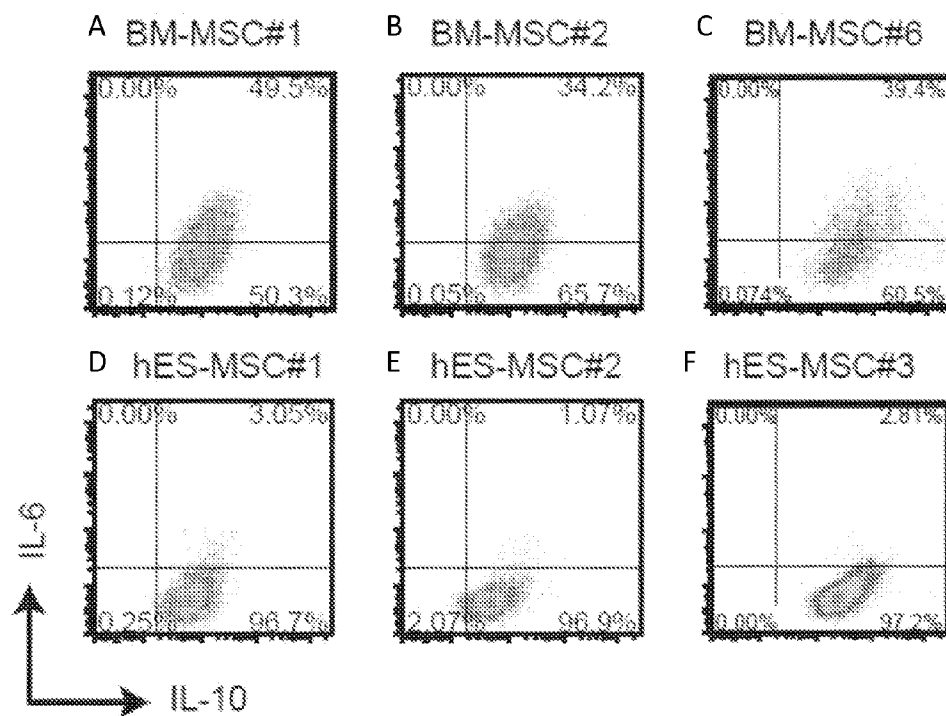 A BM-MSC#1
B BM-MSC#2
C BM-MSC#6
0.00% 49.5%
0.00% 34.2%
0.00% 39.4%
0.12% 50.3%
0.05% 65.7%
0.074% 60.5%
D hES-MSC#1
E hES-MSC#2
F hES-MSC#3
0.00% 3.05%
0.00% 1.07%
0.00% 2.81%
0.25% 96.7%
2.07% 96.9%
0.00% 97.2%
IL-6
IL-10